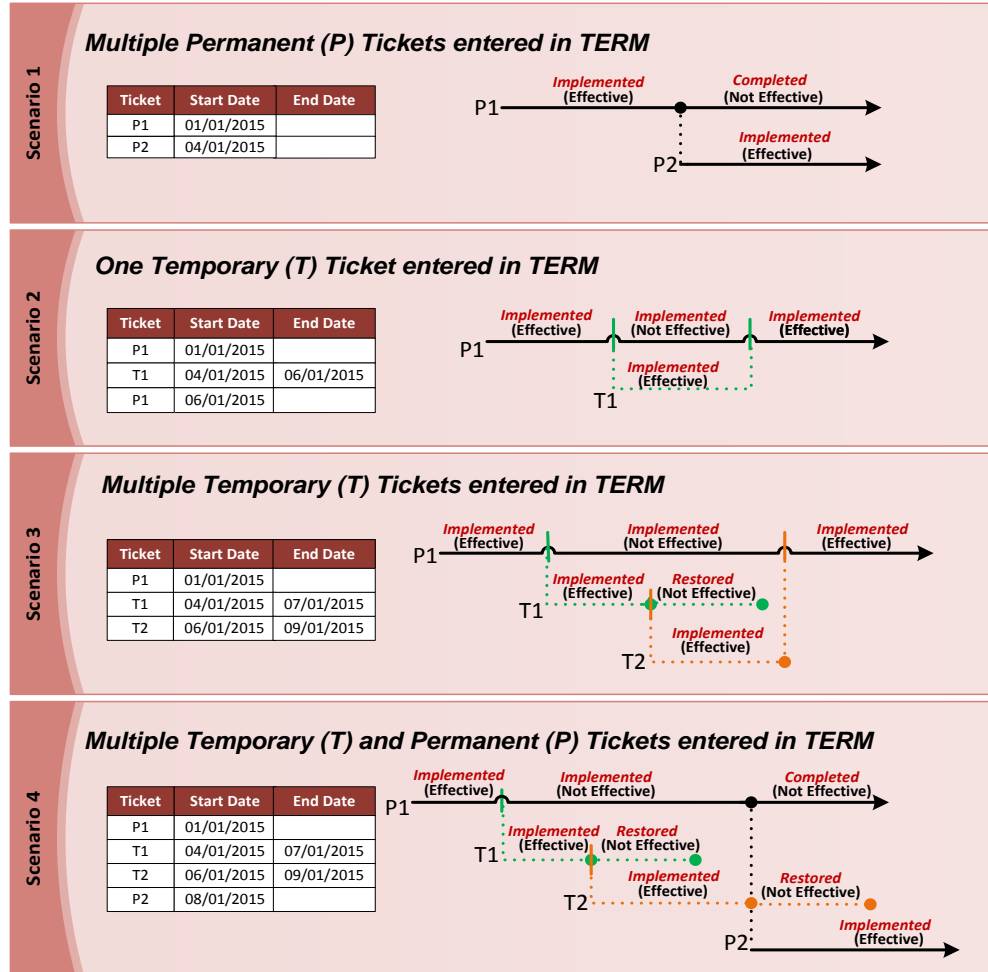 Scenario 1
Multiple Permanent (P) Tickets entered in TERM
Ticket Start Date End Date
P1 01/01/2015
P2 04/01/2015
Implemented Completed
(Effective) (Not Effective)
P1
Implemented
(Effective)
P2
Scenario 2
One Temporary (T) Ticket entered in TERM
Ticket Start Date End Date
P1 01/01/2015
T1 04/01/2015 06/01/2015
P1 06/01/2015
Implemented Implemented Implemented
(Effective) (Not Effective) (Effective)
P1
Implemented
(Effective)
T1
Scenario 3
Multiple Temporary (T) Tickets entered in TERM
Ticket Start Date End Date
P1 01/01/2015
T1 04/01/2015 07/01/2015
T2 06/01/2015 09/01/2015
Implemented Implemented Implemented
(Effective) (Not Effective) (Effective)
P1
Implemented Restored
(Effective) (Not Effective)
T1
Implemented
(Effective)
T2
Scenario 4
Multiple Temporary (T) and Permanent (P) Tickets entered in TERM
Ticket Start Date End Date
P1 01/01/2015
T1 04/01/2015 07/01/2015
T2 06/01/2015 09/01/2015
P2 08/01/2015
Implemented Implemented Completed
(Effective) (Not Effective) (Not Effective)
P1
Implemented Restored
(Effective) (Not Effective)
T1
Implemented Restored
(Effective) (Not Effective)
T2
Implemented
(Effective)
P2